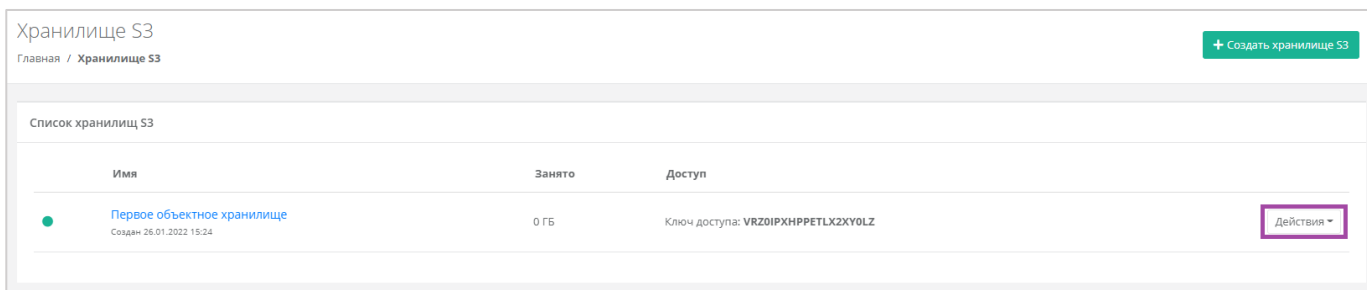 Хранилище S3
+ Создать хранилище S3
Главная / Хранилище S3
Список хранилищ S3
Имя Занято Доступ
Первое объектное хранилище 0 ГБ Ключ доступа: VRZ0IPXHPPETLX2XY0LZ Действия
Создан 26.01.2022 15:24